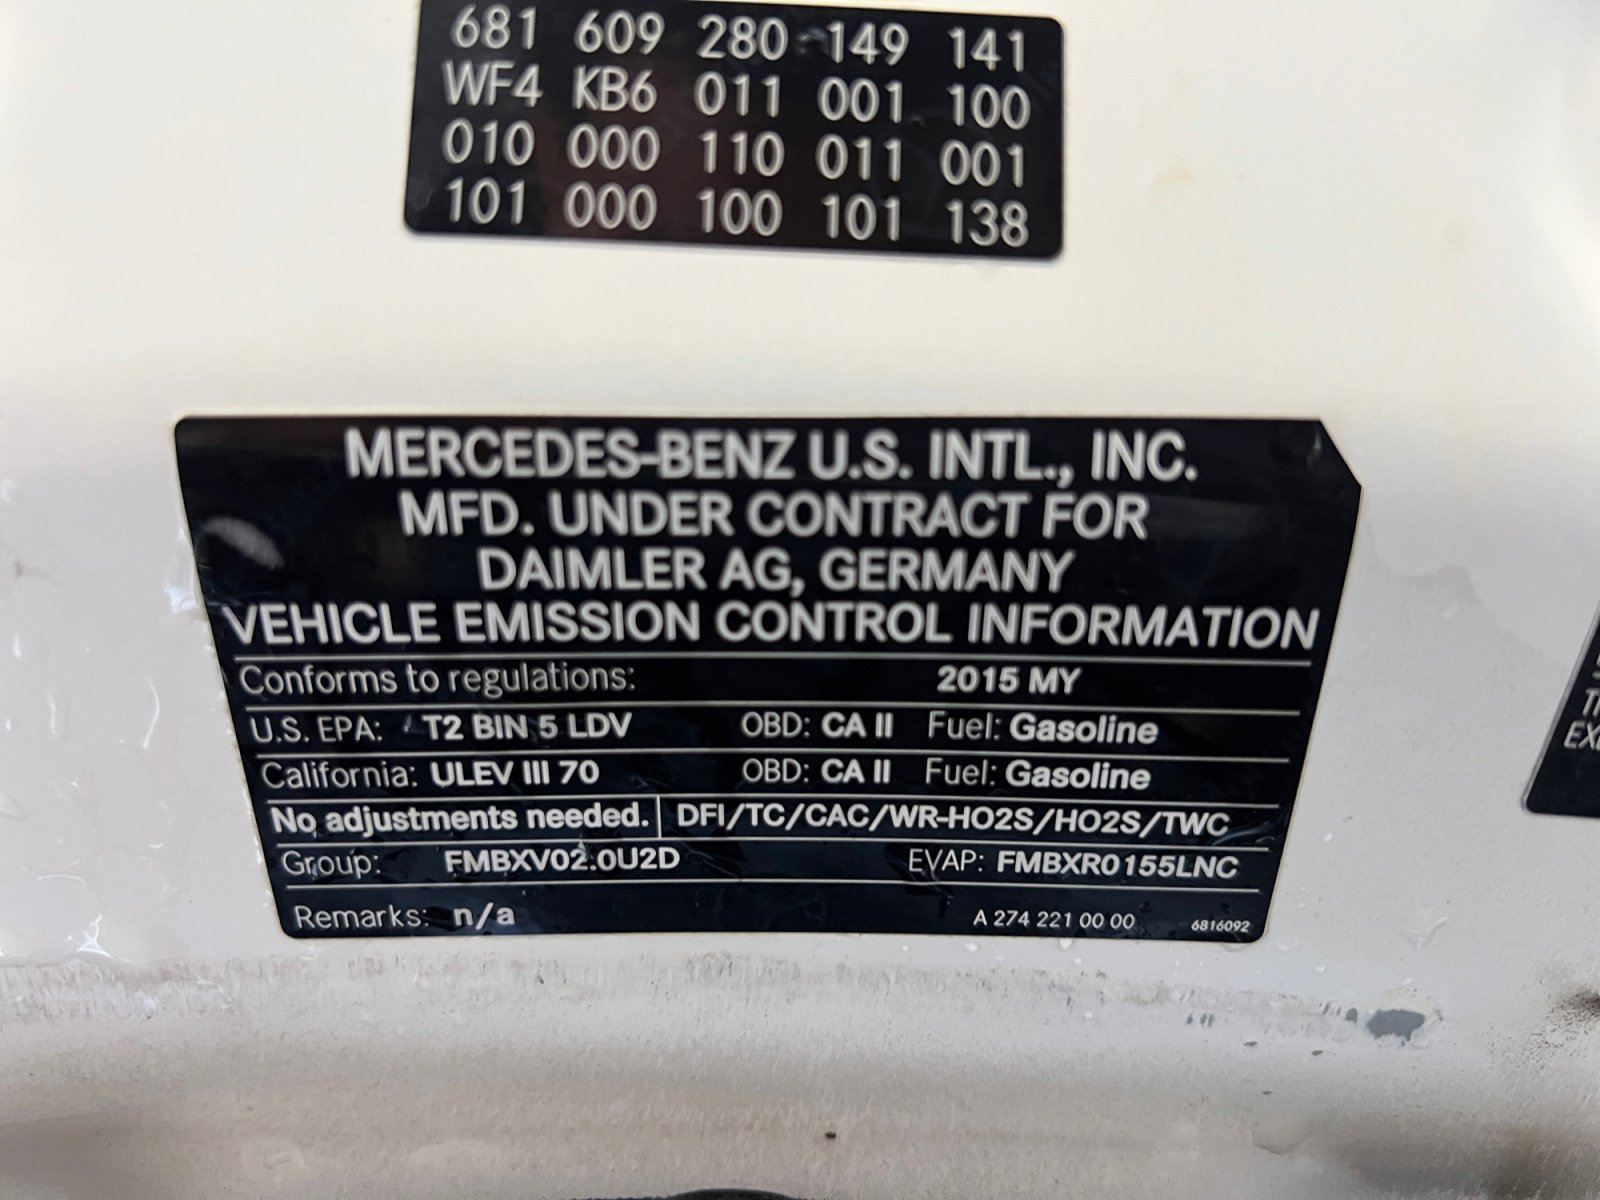 681 609 280 149 141
WF4 KB6 011 001 100
010 000 110 011 001
101 000 100 101 138
MERCEDES-BENZ U.S. INTL., INC.
MFD. UNDER CONTRACT FOR
DAIMLER AG, GERMANY
VEHICLE EMISSION CONTROL INFORMATION
Conforms to regulations: 2015 MY
U.S. EPA: T2 BIN 5 LDV OBD: CA II Fuel: Gasoline
California: ULEV III 70 OBD: CA II Fuel: Gasoline
No adjustments needed. DFI/TC/CAC/WR-HO2S/HO2S/TWC
Group: FMBXV02.0U2D EVAP: FMBXR0155LNC
Remarks: n/a A 274 221 00 00 6816092